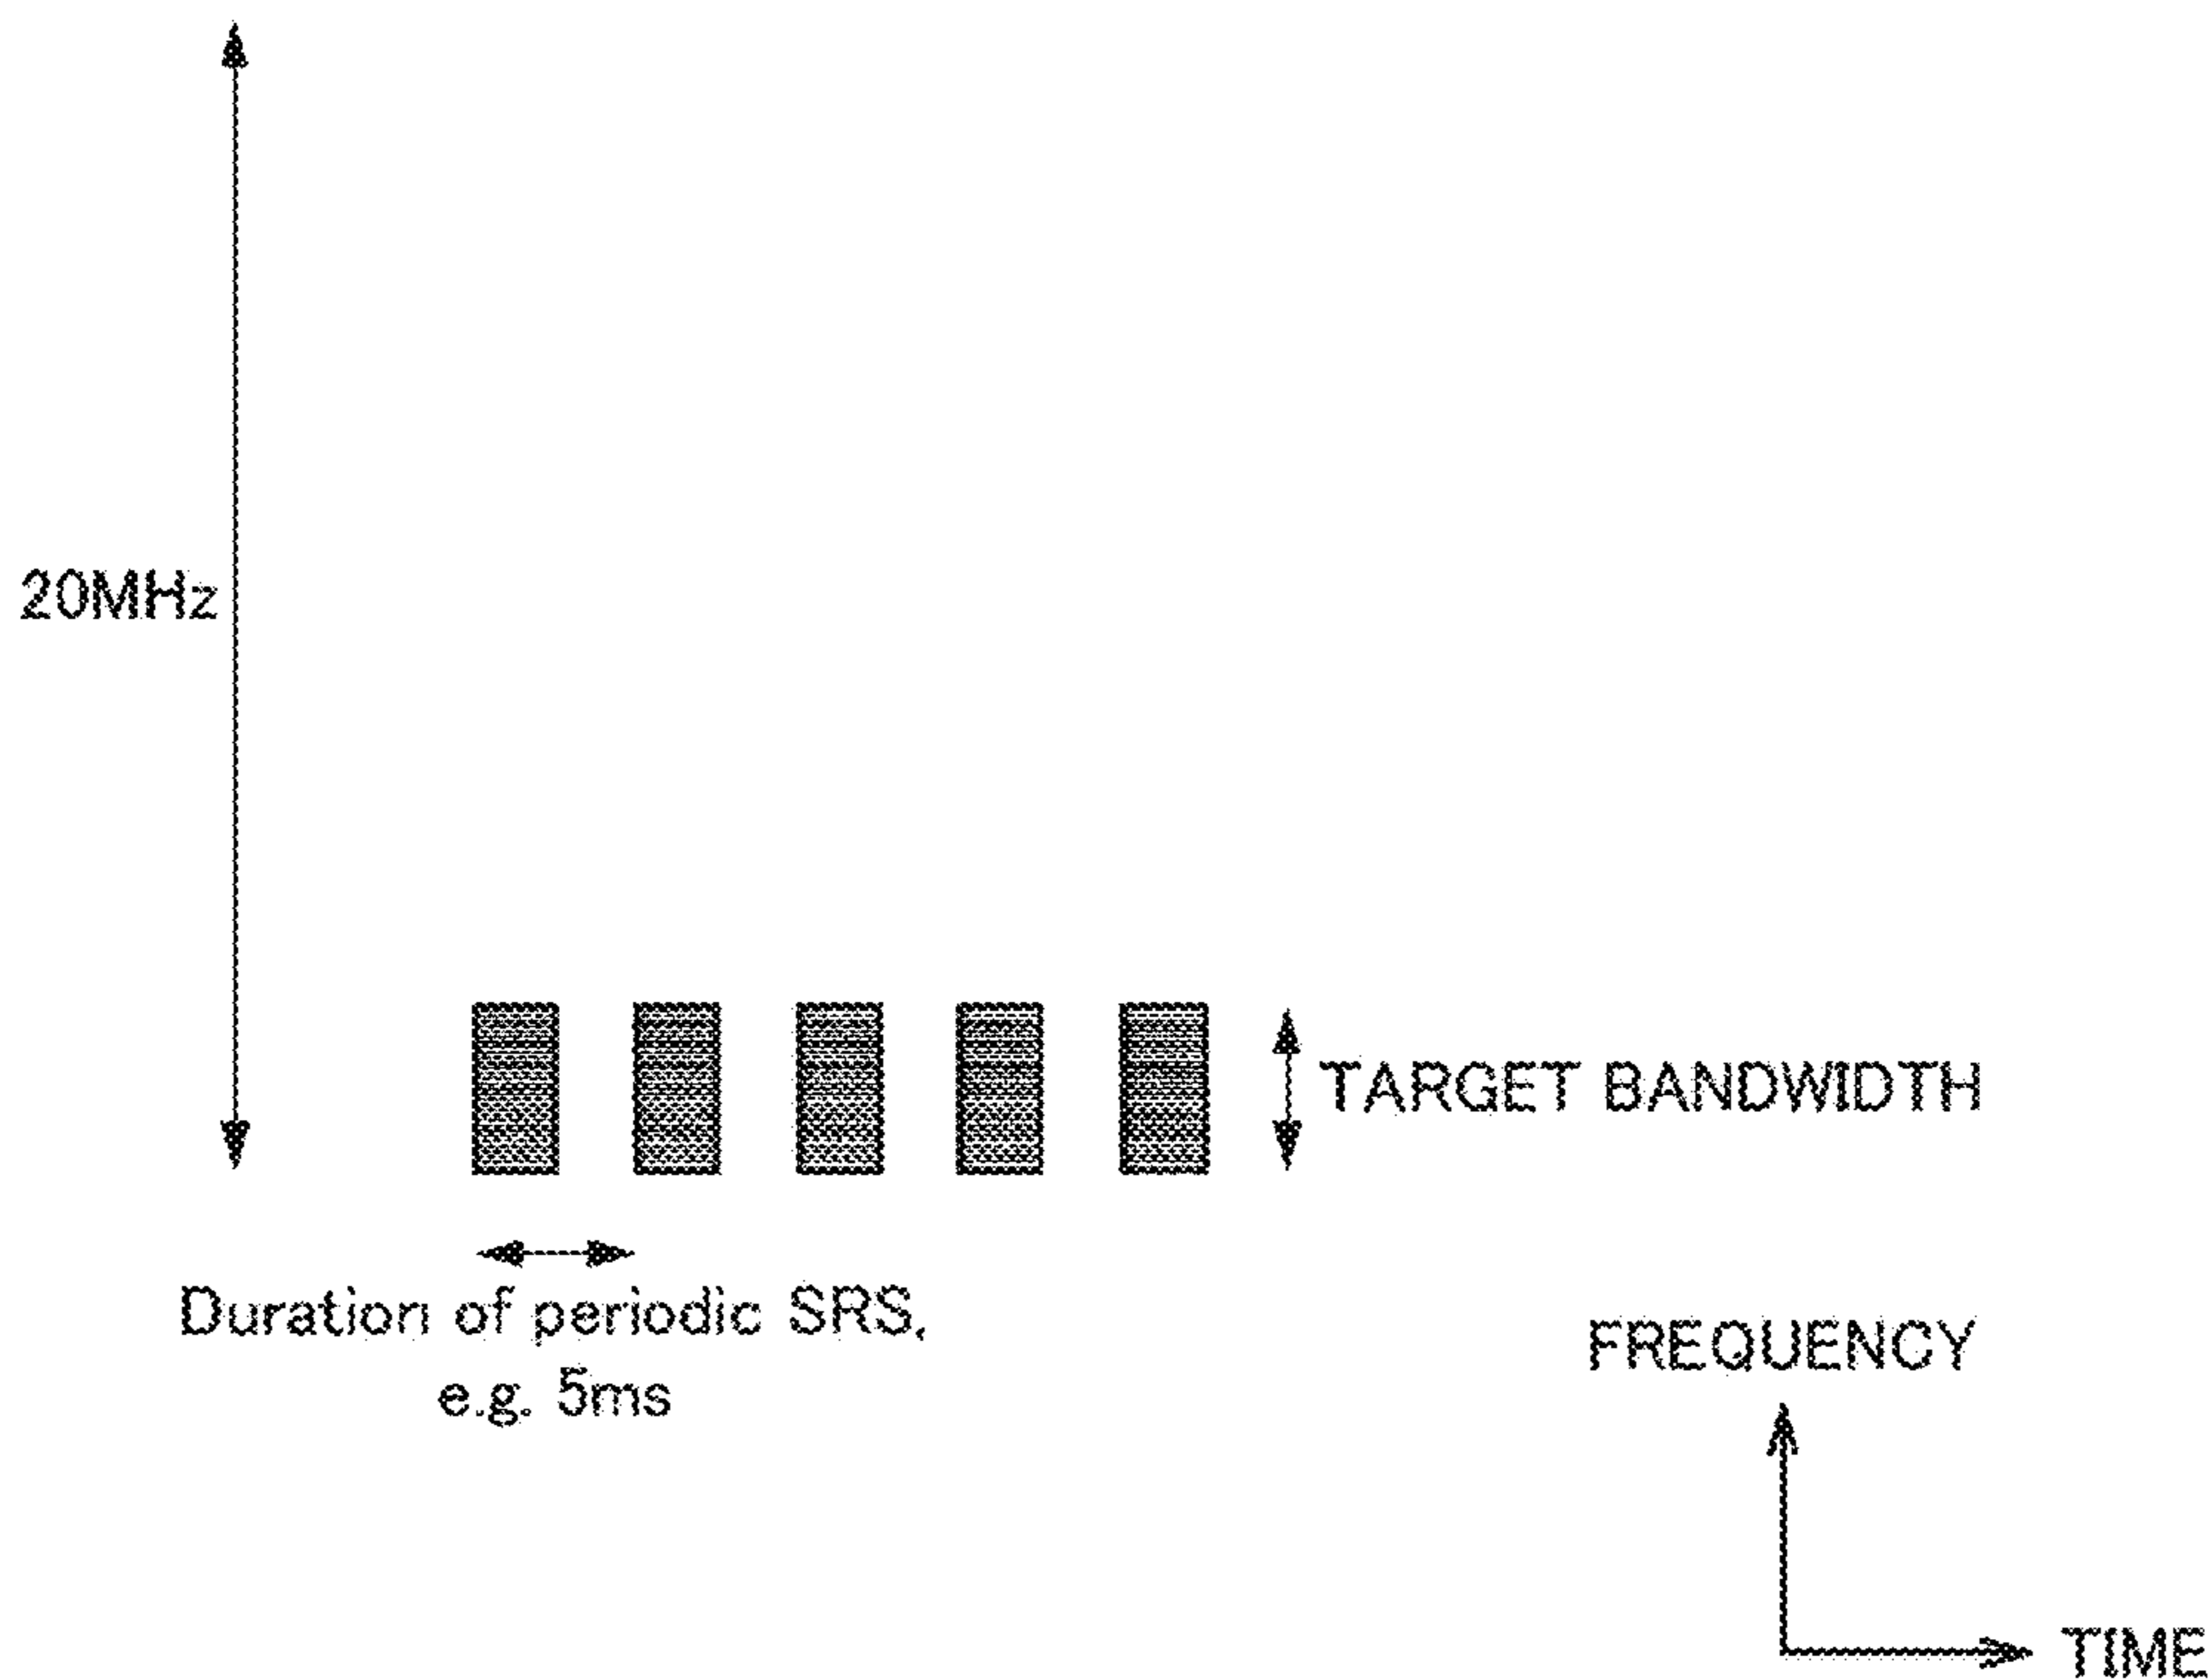 20MHz
TARGET BANDWIDTH
Duration of periodic SRS,
e.g. 5ms
FREQUENCY
TIME